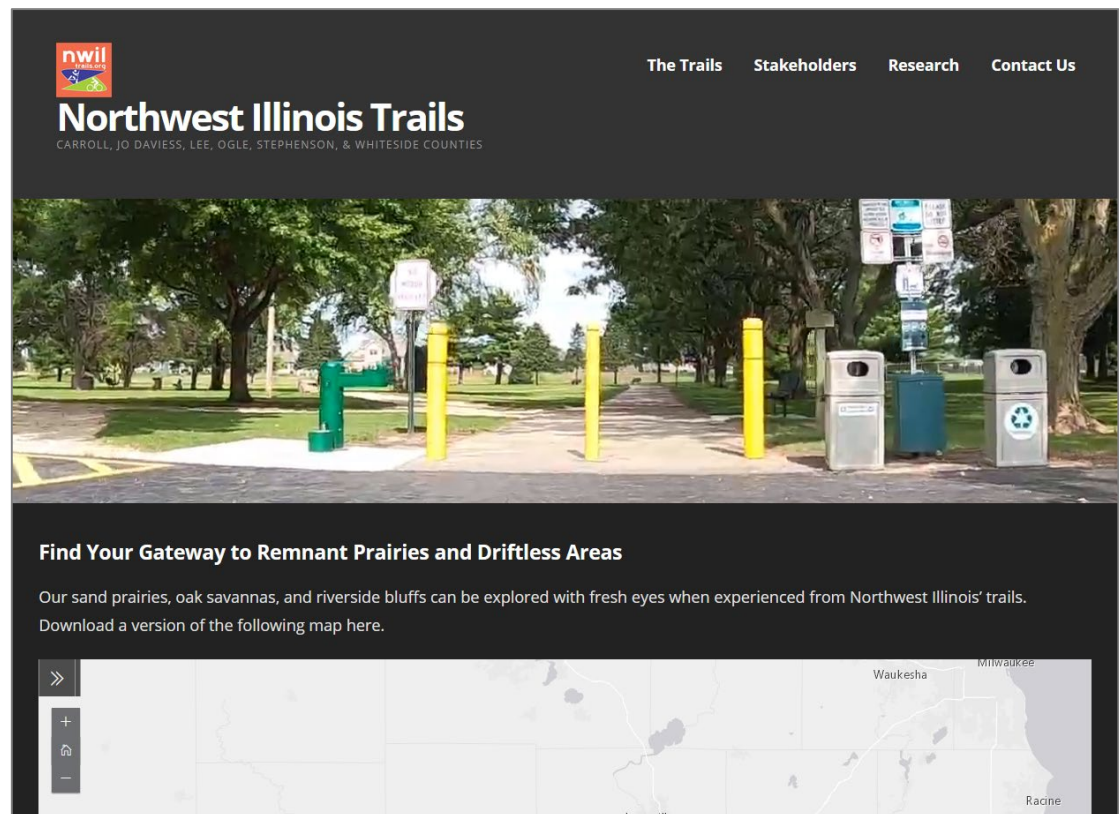 nwil
trails.org
The Trails
Stakeholders
Research
Contact Us
Northwest Illinois Trails
CARROLL, JO DAVIESS, LEE, OGLE, STEPHENSON, & WHITESIDE COUNTIES
NO
MOTOR
VEHICLES
Find Your Gateway to Remnant Prairies and Driftless Areas
Our sand prairies, oak savannas, and riverside bluffs can be explored with fresh eyes when experienced from Northwest Illinois’ trails.
Download a version of the following map here.
Milwaukee
Waukesha
Racine